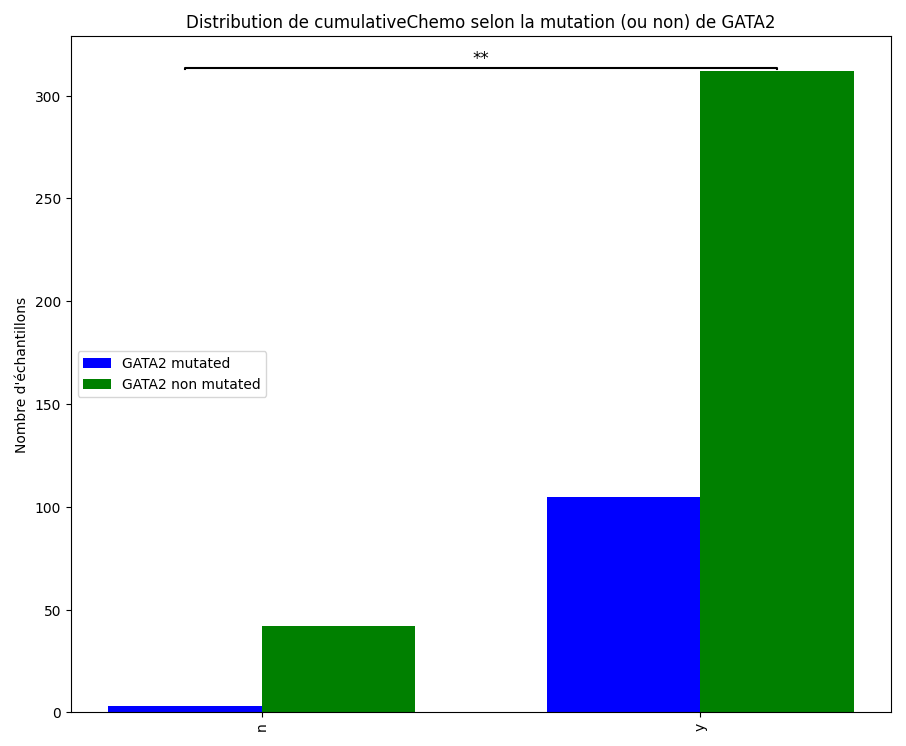 Distribution de cumulativeChemo selon la mutation (ou non) de GATA2
**
300
250
200
150
100
50
0
Nombre d'échantillons
GATA2 mutated
GATA2 non mutated
n
y